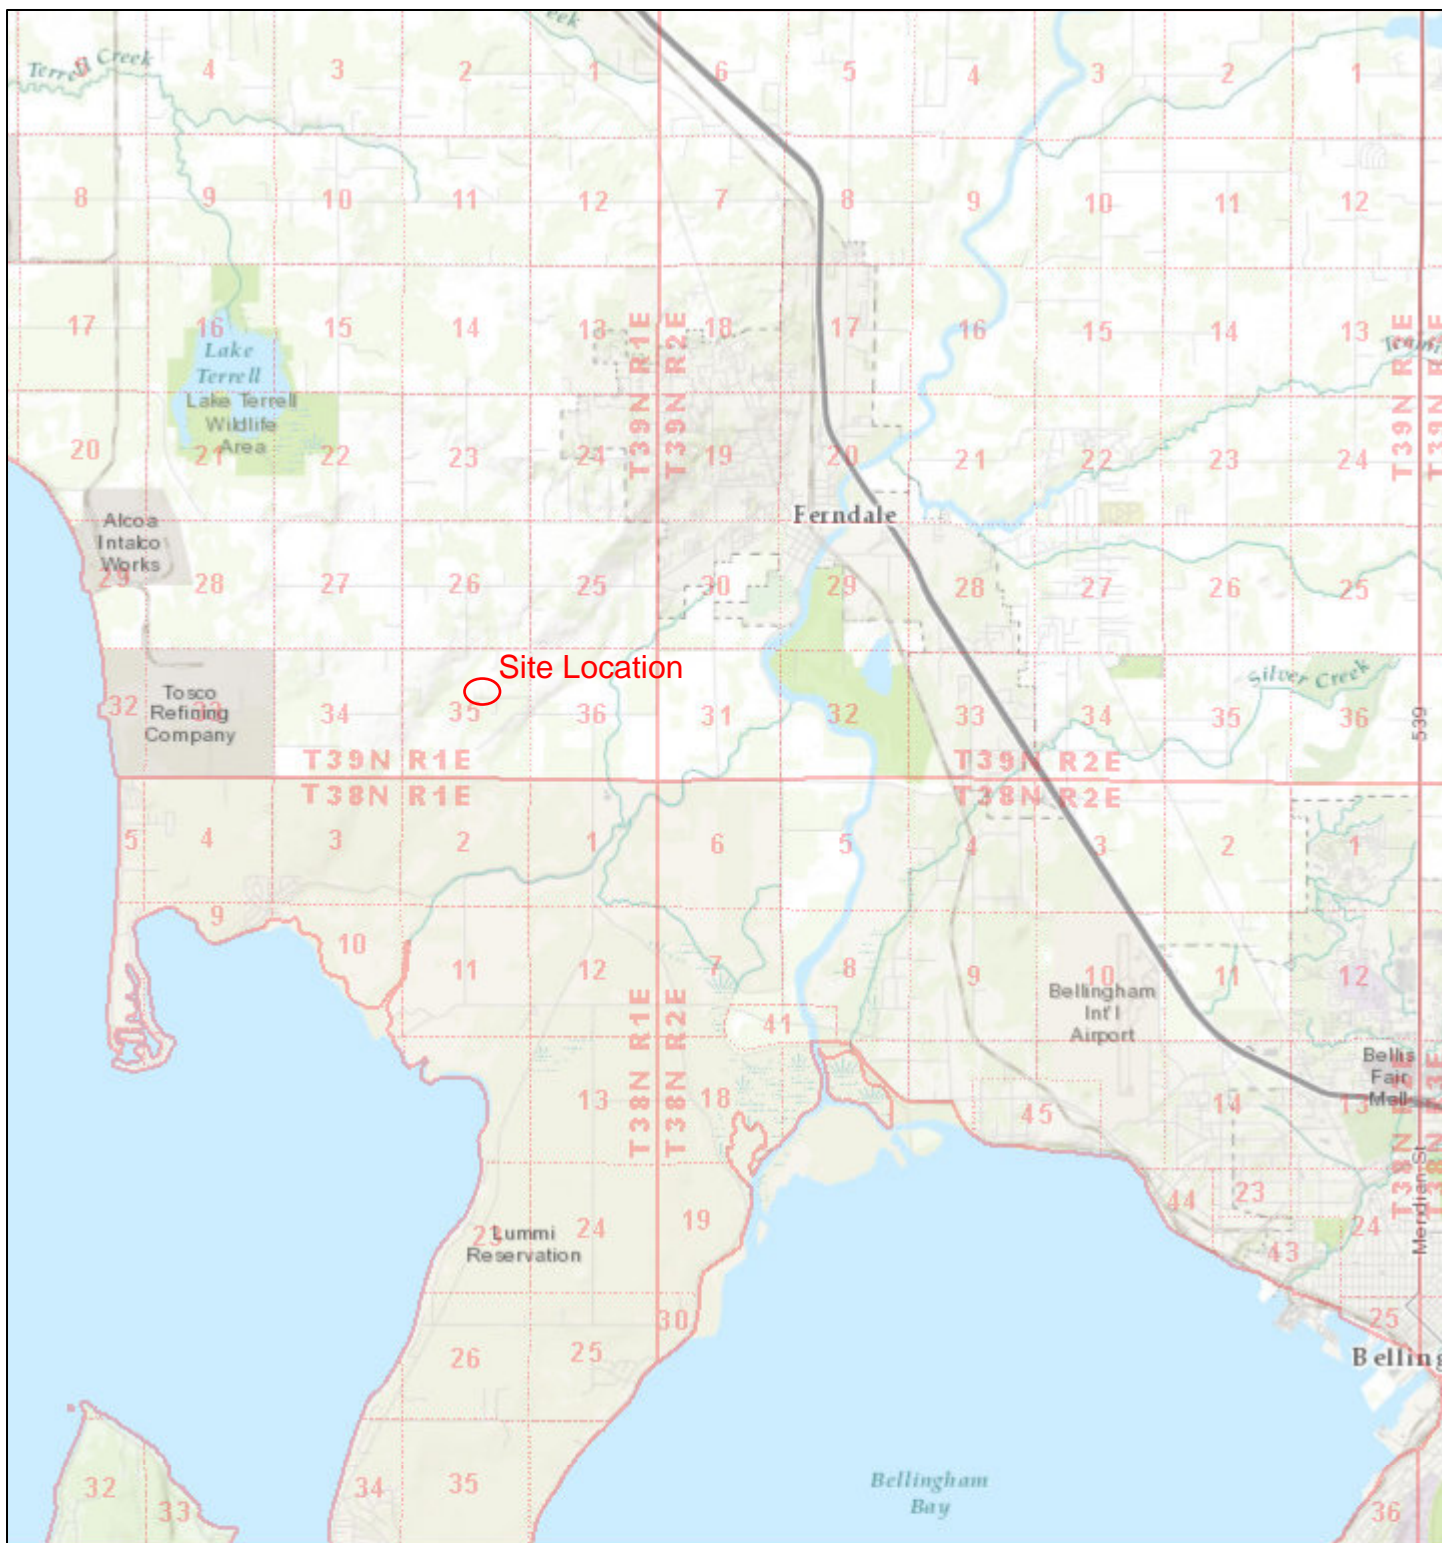 eek
Terrell Creek
4 3 2 1 6 5 4 3 2 1
8 9 10 11 12 7 8 9 10 11 12
17 16 15 14 13 18 17 16 15 14 13
T39N R1E
T39N R2E
T39N R2E
Lake
Terrell
Lake Terrell
Wildlife
Area
20 21 22 23 24 19 20 21 22 23 24
Alcoa
Intalco
Works
Ferndale
29 28 27 26 25 30 29 28 27 26 25
Site Location
Silver Creek
Tosco
Refining
Company
32 33 34 35 36 31 32 33 34 35 36
539
T39N R1E
T39N R2E
T38N R1E
T38N R2E
5 4 3 2 1 6 5 4 3 2 1
9 10 11 12 7 8 9 10 11 12
T38N R1E
T38N R2E
41
Bellingham
Int'l
Airport
Bellis
Fair
Mall
13 18 45 14 13
T38N R2E
T38N R3E
Meridian St
44 23 24
43
23 24 19
Lummi
Reservation
30 25
26 25
Belling
32 33 34 35 36
Bellingham
Bay